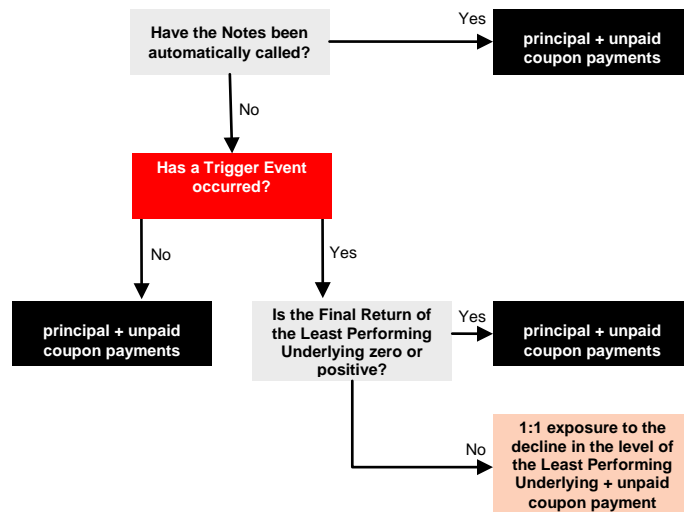 Have the Notes been
automatically called?
Yes
principal + unpaid
coupon payments
No
Has a Trigger Event
occurred?
No
Yes
principal + unpaid
coupon payments
Is the Final Return of
the Least Performing
Underlying zero or
positive?
Yes
principal + unpaid
coupon payments
No
1:1 exposure to the
decline in the level of
the Least Performing
Underlying + unpaid
coupon payment